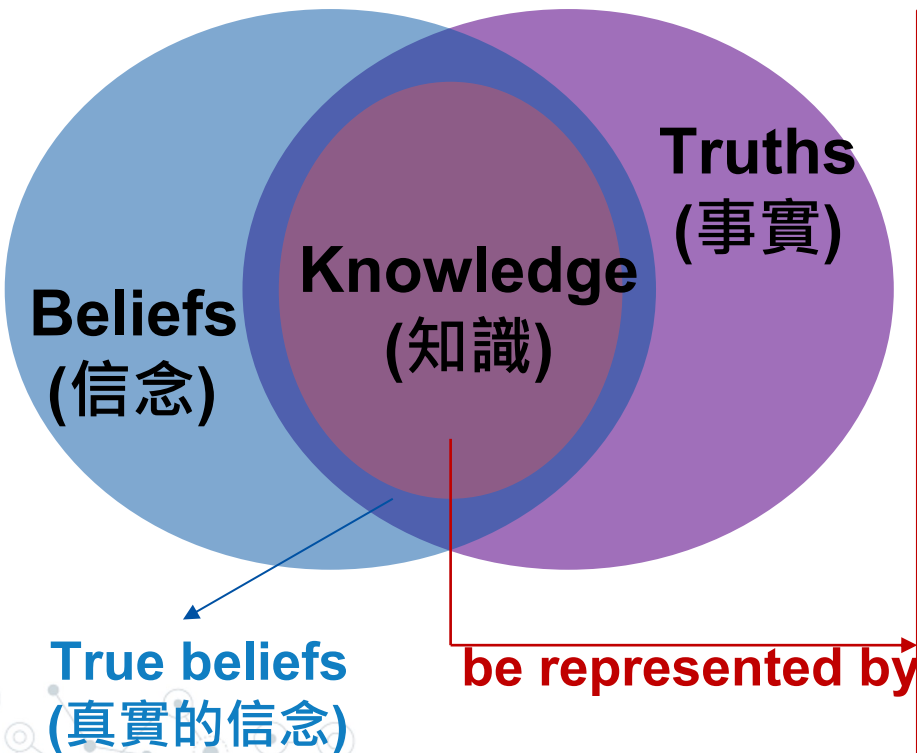 Truths
(事實)
Knowledge
(知識)
Beliefs
(信念)
True beliefs
(真實的信念)
be represented by